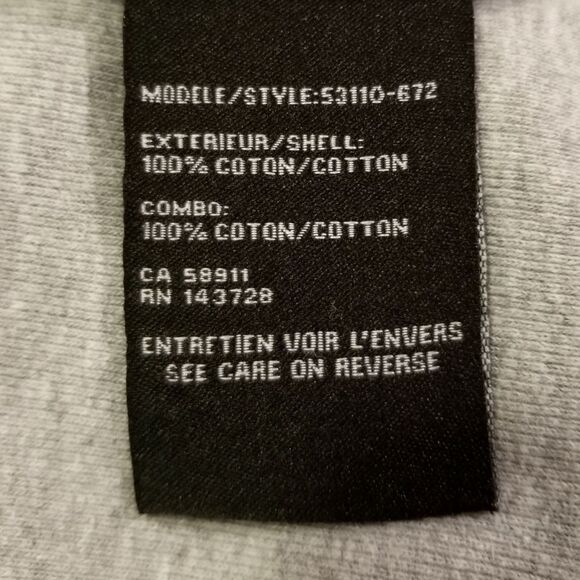 MODELE/STYLE:53110-672
EXTERIEUR/SHELL:
100% COTON/COTTON
COMBO:
100% COTON/COTTON
CA 58911
RN 143728
ENTRETIEN VOIR L'ENVERS
SEE CARE ON REVERSE